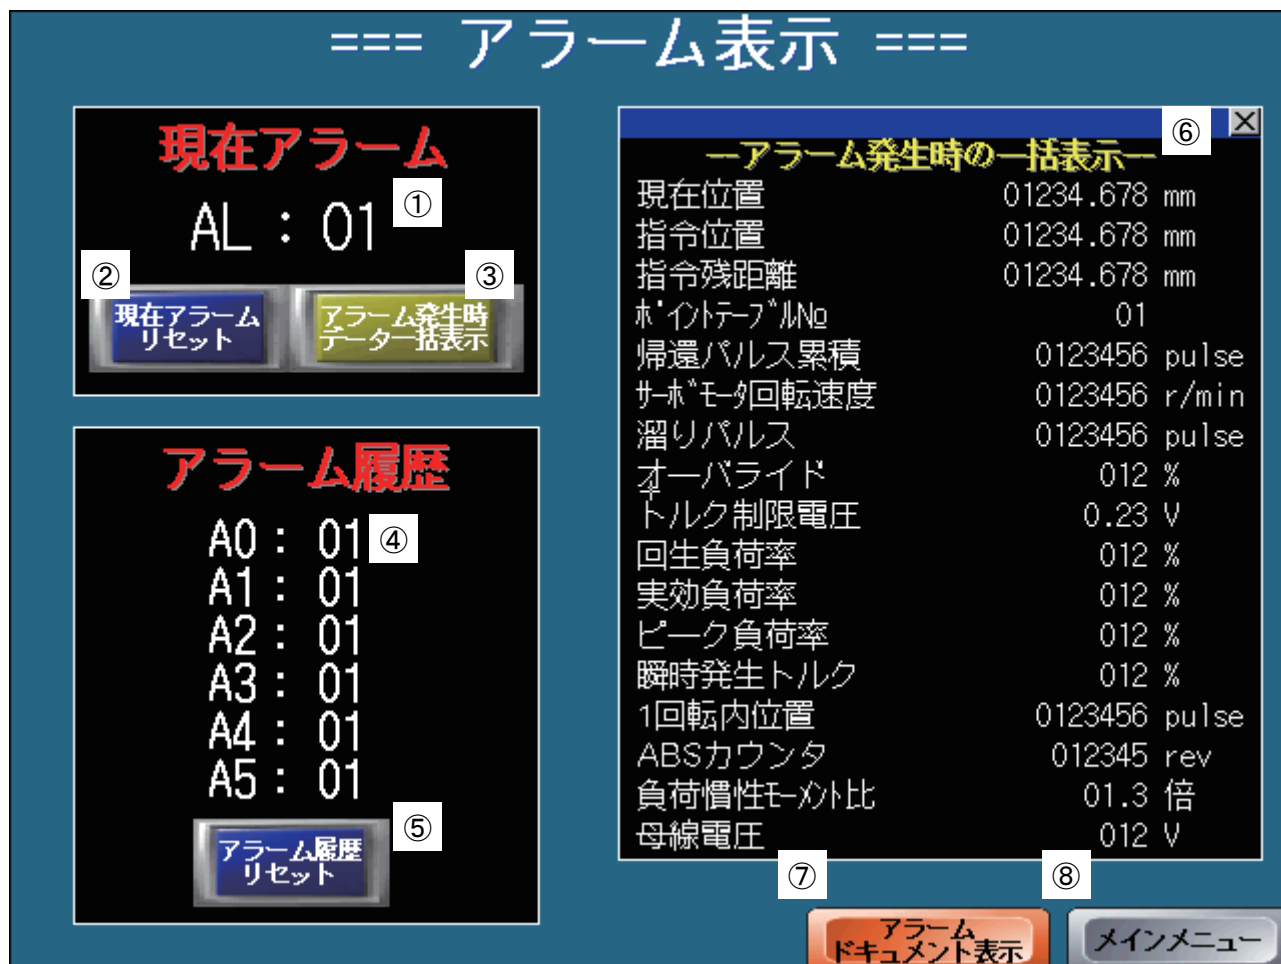 === アラーム表示 ===
現在アラーム
AL : 01
①
②
③
現在アラーム
リセット
アラーム発生時
データ一括表示
アラーム履歴
A0 : 01
④
A1 : 01
A2 : 01
A3 : 01
A4 : 01
A5 : 01
⑤
アラーム履歴
リセット
⑥
―アラーム発生時の一括表示―
現在位置 01234.678 mm
指令位置 01234.678 mm
指令残距離 01234.678 mm
ﾎﾟｲﾝﾄﾃｰﾌﾞﾙNo 01
帰還パルス累積 0123456 pulse
ｻｰﾎﾞﾓｰﾀ回転速度 0123456 r/min
溜りパルス 0123456 pulse
オーバライド 012 %
トルク制限電圧 0.23 V
回生負荷率 012 %
実効負荷率 012 %
ピーク負荷率 012 %
瞬時発生トルク 012 %
1回転内位置 0123456 pulse
ABSカウンタ 012345 rev
負荷慣性ﾓｰﾒﾝﾄ比 01.3 倍
母線電圧 012 V
⑦
⑧
アラーム
ドキュメント表示
メインメニュー